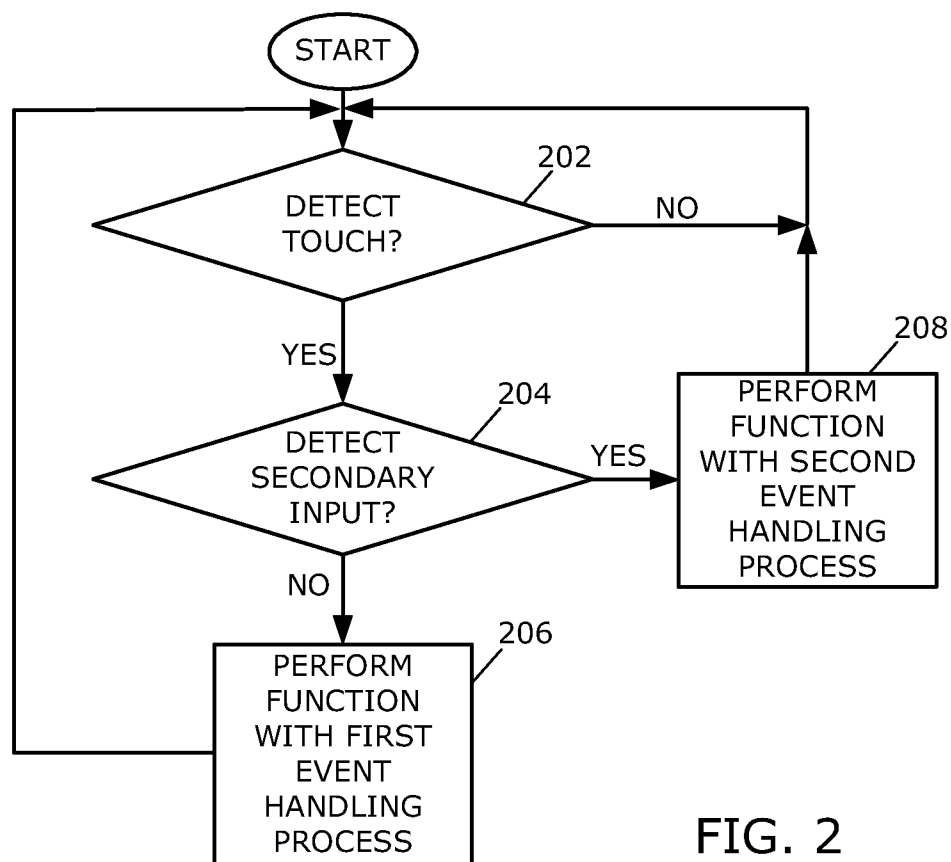 START
202
DETECT
TOUCH?
NO
YES
208
PERFORM
FUNCTION
WITH SECOND
EVENT
HANDLING
PROCESS
204
DETECT
SECONDARY
INPUT?
YES
NO
206
PERFORM
FUNCTION
WITH FIRST
EVENT
HANDLING
PROCESS
FIG. 2